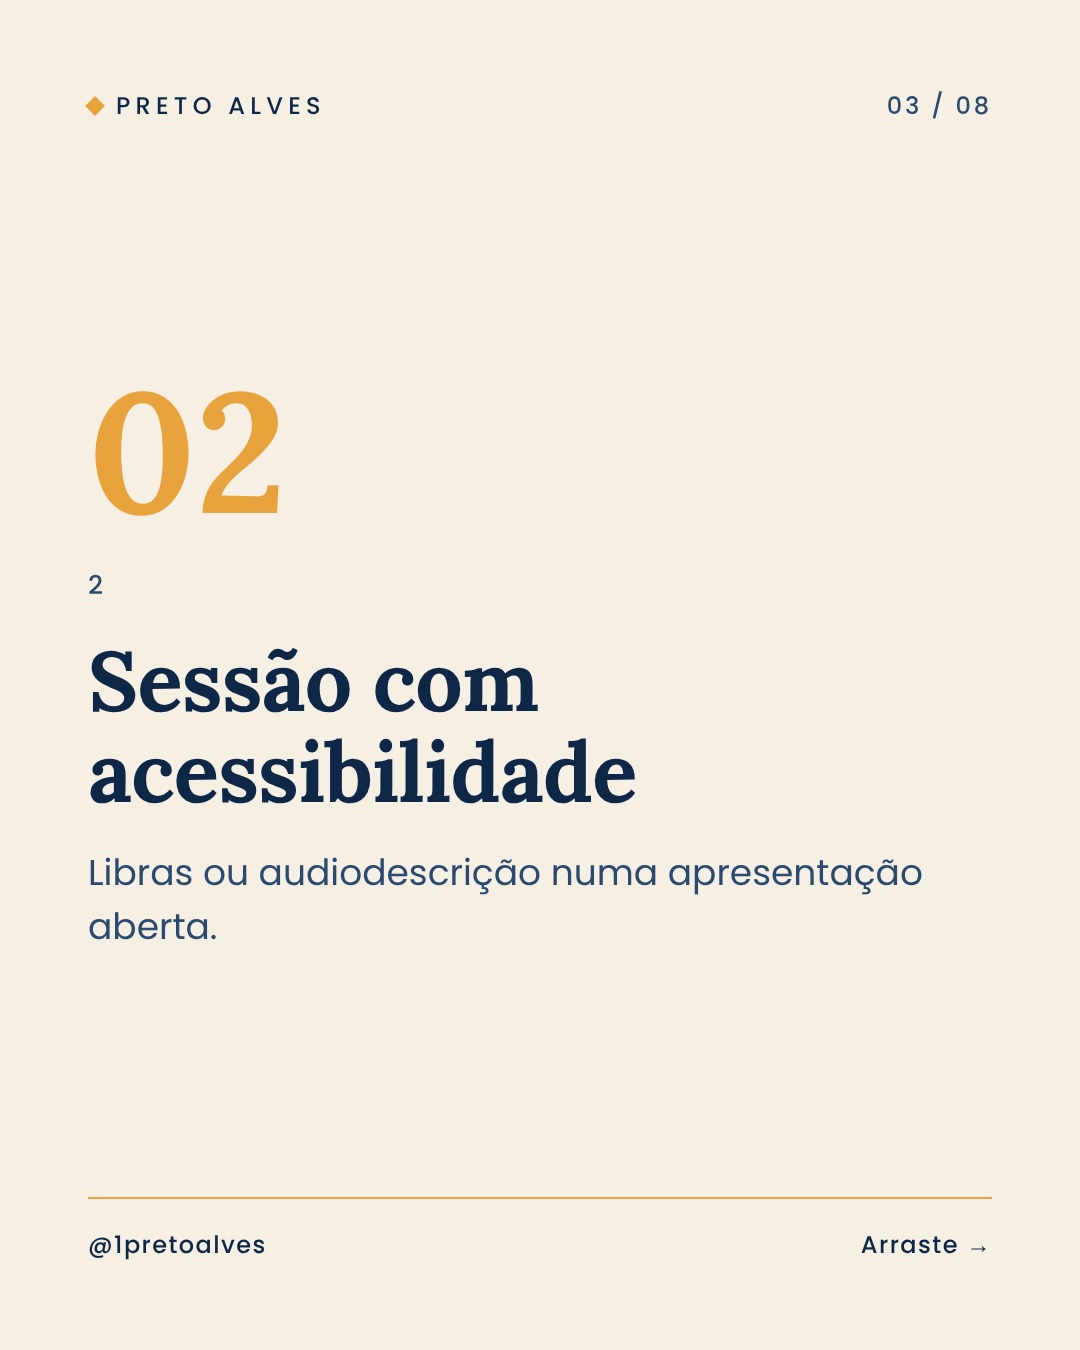 PRETO ALVES
03 / 08
02
2
Sessão com
acessibilidade
Libras ou audiodescrição numa apresentação
aberta.
@1pretoalves
Arraste →